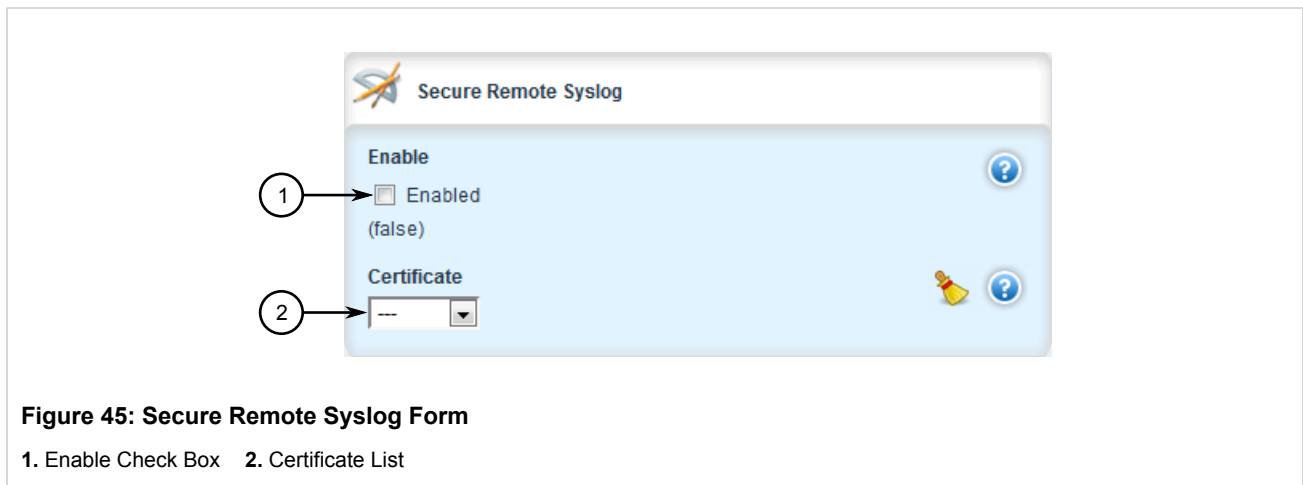 Secure Remote Syslog
Enable
1
Enabled
(false)
Certificate
2
---
Figure 45: Secure Remote Syslog Form
1. Enable Check Box 2. Certificate List